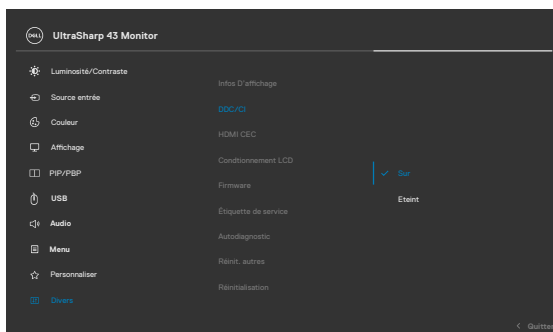 DELL UltraSharp 43 Monitor
Luminosité/Contraste
Source entrée
Couleur
Affichage
PIP/PBP
USB
Audio
Menu
Personnaliser
Divers
Infos D'affichage
DDC/CI
HDMI CEC
Condtionnement LCD
Firmware
Étiquette de service
Autodiagnostic
Réinit. autres
Réinitialisation
Sur
Eteint
Quitter